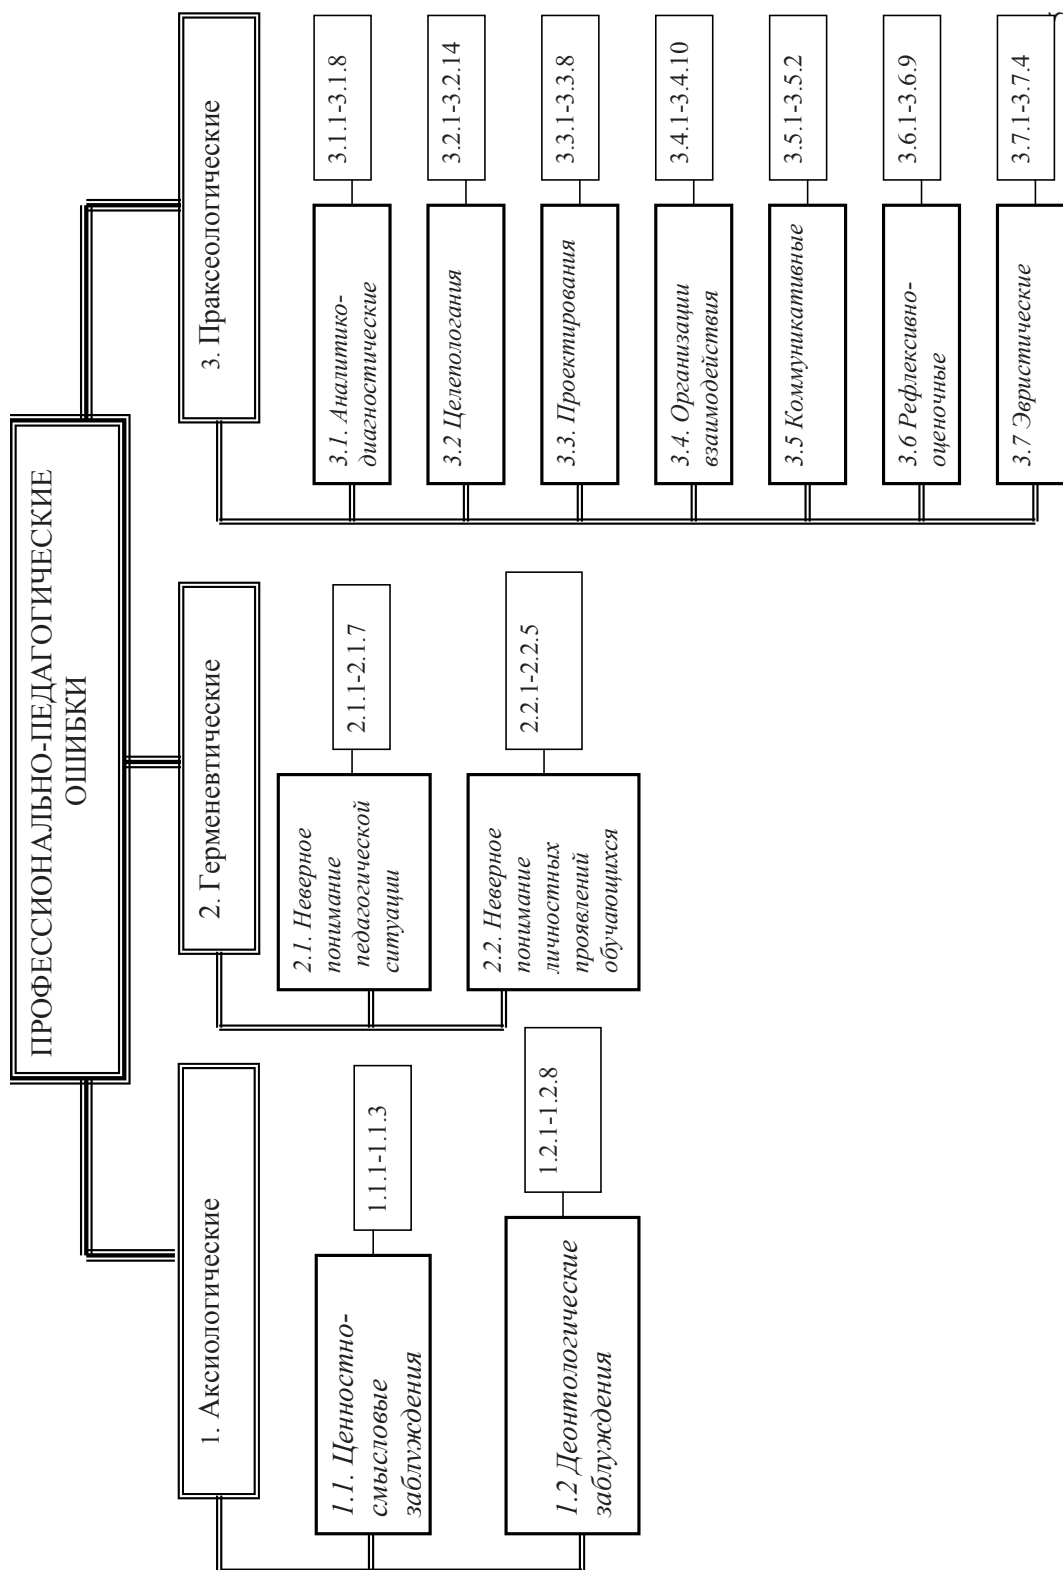 ПРОФЕССИОНАЛЬНО-ПЕДАГОГИЧЕСКИЕ
ОШИБКИ
1. Аксиологические
1.1. Ценностно-
смысловые
заблуждения
1.1.1-1.1.3
1.2 Деонтологические
заблуждения
1.2.1-1.2.8
2. Герменевтические
2.1. Неверное
понимание
педагогической
ситуации
2.1.1-2.1.7
2.2. Неверное
понимание
личностных
проявлений
обучающихся
2.2.1-2.2.5
3. Праксеологические
3.1. Аналитико-
диагностические
3.1.1-3.1.8
3.2 Целепологания
3.2.1-3.2.14
3.3. Проектирования
3.3.1-3.3.8
3.4. Организации
взаимодействия
3.4.1-3.4.10
3.5 Коммуникативные
3.5.1-3.5.2
3.6 Рефлексивно-
оценочные
3.6.1-3.6.9
3.7 Эвристические
3.7.1-3.7.4